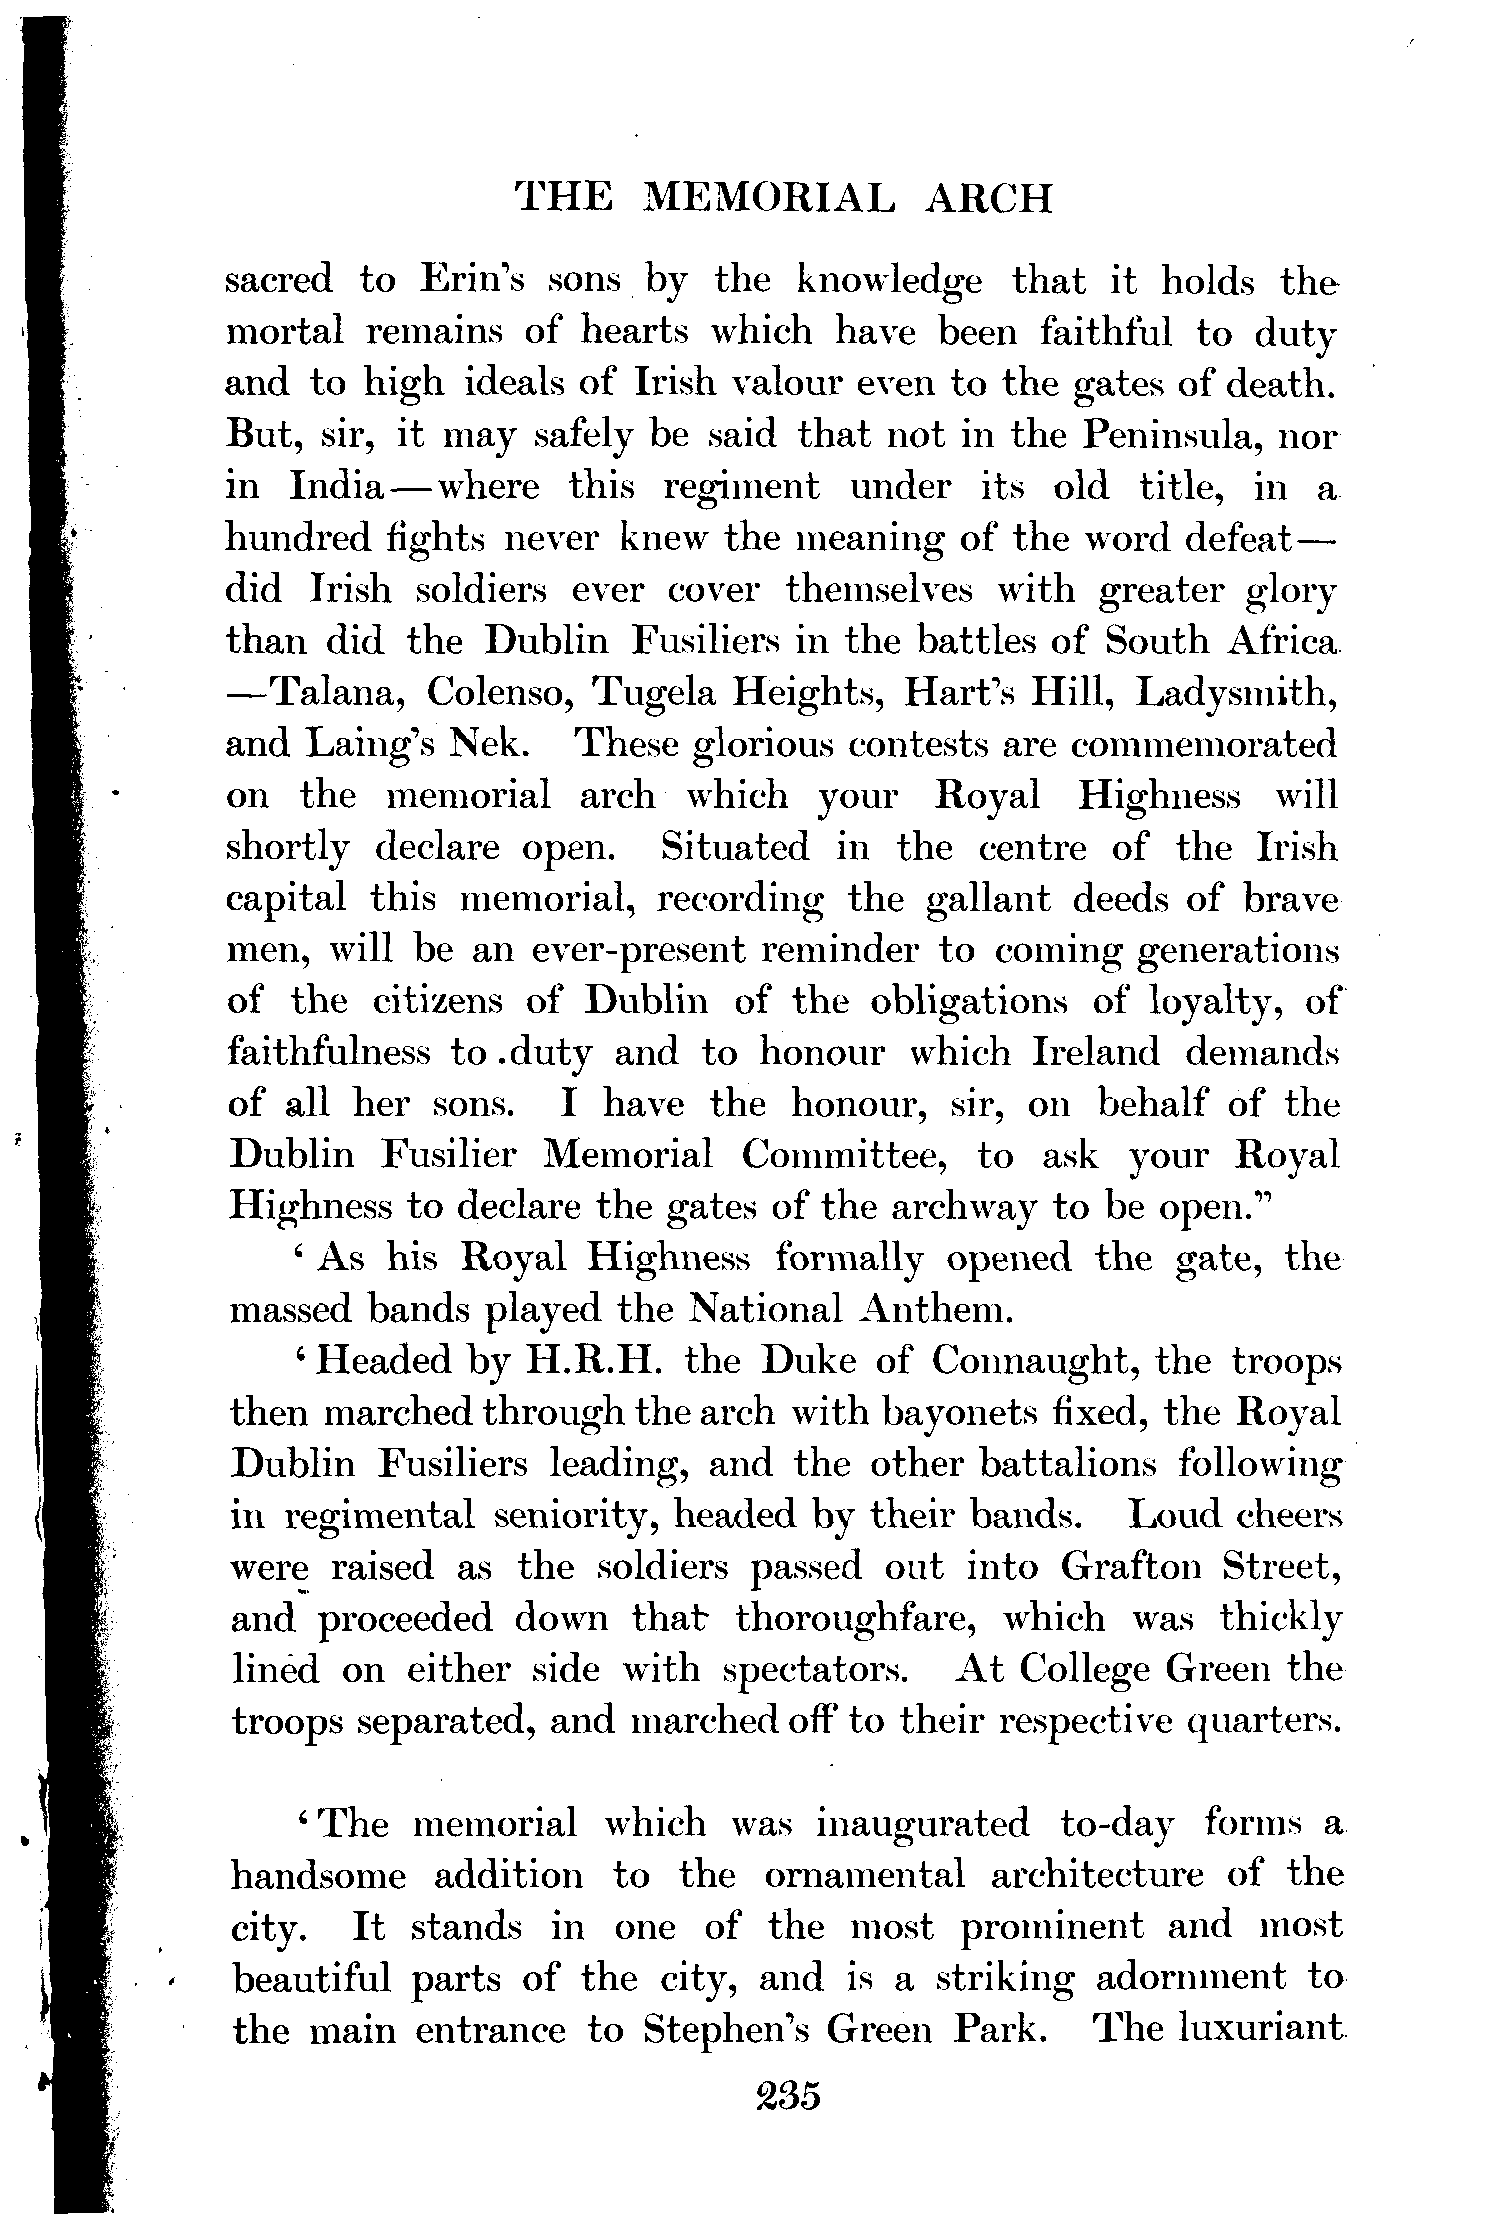 THE MEMORIAL ARCH
sacred to Erin's sons by the knowledge that it holds the
mortal remains of hearts which have been faithful to duty
and to high ideals of Irish valour even to the gates of death.
But, sir, it may safely be said that not in the Peninsula, nor
in India—where this regiment under its old title, in a
hundred fights never knew the meaning of the word defeat—
did Irish soldiers ever cover themselves with greater glory
than did the Dublin Fusiliers in the battles of South Africa
—Talana, Colenso, Tugela Heights, Hart's Hill, Ladysmith,
and Laing's Nek. These glorious contests are commemorated
on the memorial arch which your Royal Highness will
shortly declare open. Situated in the centre of the Irish
capital this memorial, recording the gallant deeds of brave
men, will be an ever-present reminder to coming generations
of the citizens of Dublin of the obligations of loyalty, of
faithfulness to duty and to honour which Ireland demands
of all her sons. I have the honour, sir, on behalf of the
Dublin Fusilier Memorial Committee, to ask your Royal
Highness to declare the gates of the archway to be open."
' As his Royal Highness formally opened the gate, the
massed bands played the National Anthem.
' Headed by H.R.H. the Duke of Connaught, the troops
then marched through the arch with bayonets fixed, the Royal
Dublin Fusiliers leading, and the other battalions following
in regimental seniority, headed by their bands. Loud cheers
were raised as the soldiers passed out into Grafton Street,
and proceeded down that thoroughfare, which was thickly
lined on either side with spectators. At College Green the
troops separated, and marched off to their respective quarters.
' The memorial which was inaugurated to-day forms a
handsome addition to the ornamental architecture of the
city. It stands in one of the most prominent and most
beautiful parts of the city, and is a striking adornment to
the main entrance to Stephen's Green Park. The luxuriant
235